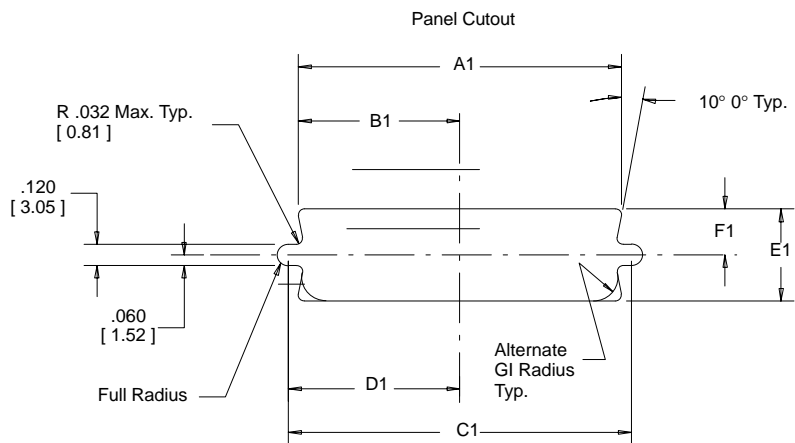 Panel Cutout
A1
10° 0° Typ.
R .032 Max. Typ.
[ 0.81 ]
B1
.120
[ 3.05 ]
F1
E1
.060
[ 1.52 ]
Alternate
GI Radius
Typ.
Full Radius
D1
C1